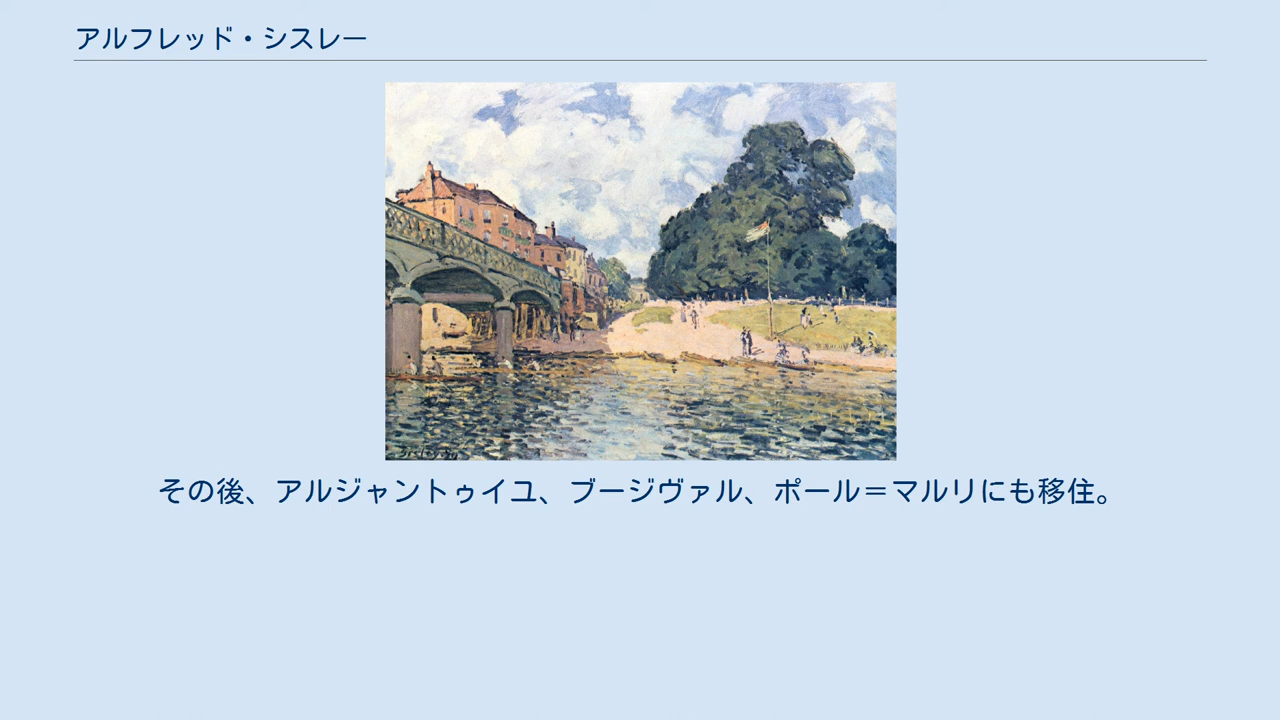 アルフレッド・シスレー
その後、アルジャントゥイユ、ブージヴァル、ポール＝マルリにも移住。